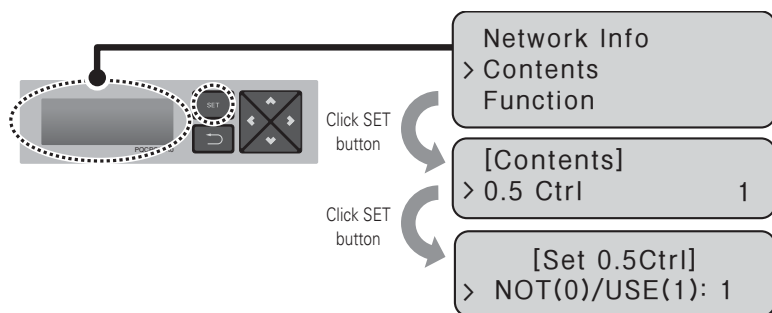 Network Info
> Contents
Function
SET
Click SET
button
[Contents]
> 0.5 Ctrl 1
Click SET
button
[Set 0.5Ctrl]
> NOT(0)/USE(1): 1